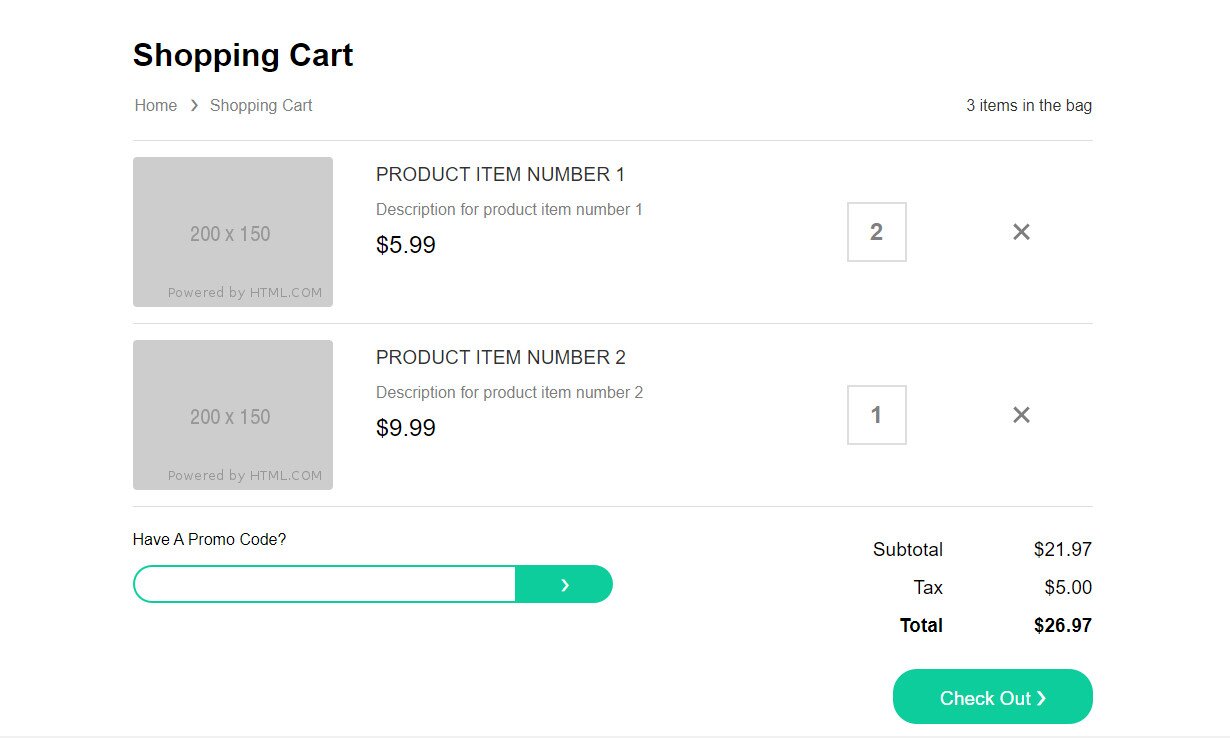 Shopping Cart
Home › Shopping Cart
3 items in the bag
200 x 150
Powered by HTML.COM
PRODUCT ITEM NUMBER 1
Description for product item number 1
$5.99
2
×
200 x 150
Powered by HTML.COM
PRODUCT ITEM NUMBER 2
Description for product item number 2
$9.99
1
×
Have A Promo Code?
›
Subtotal $21.97
Tax $5.00
Total $26.97
Check Out ›